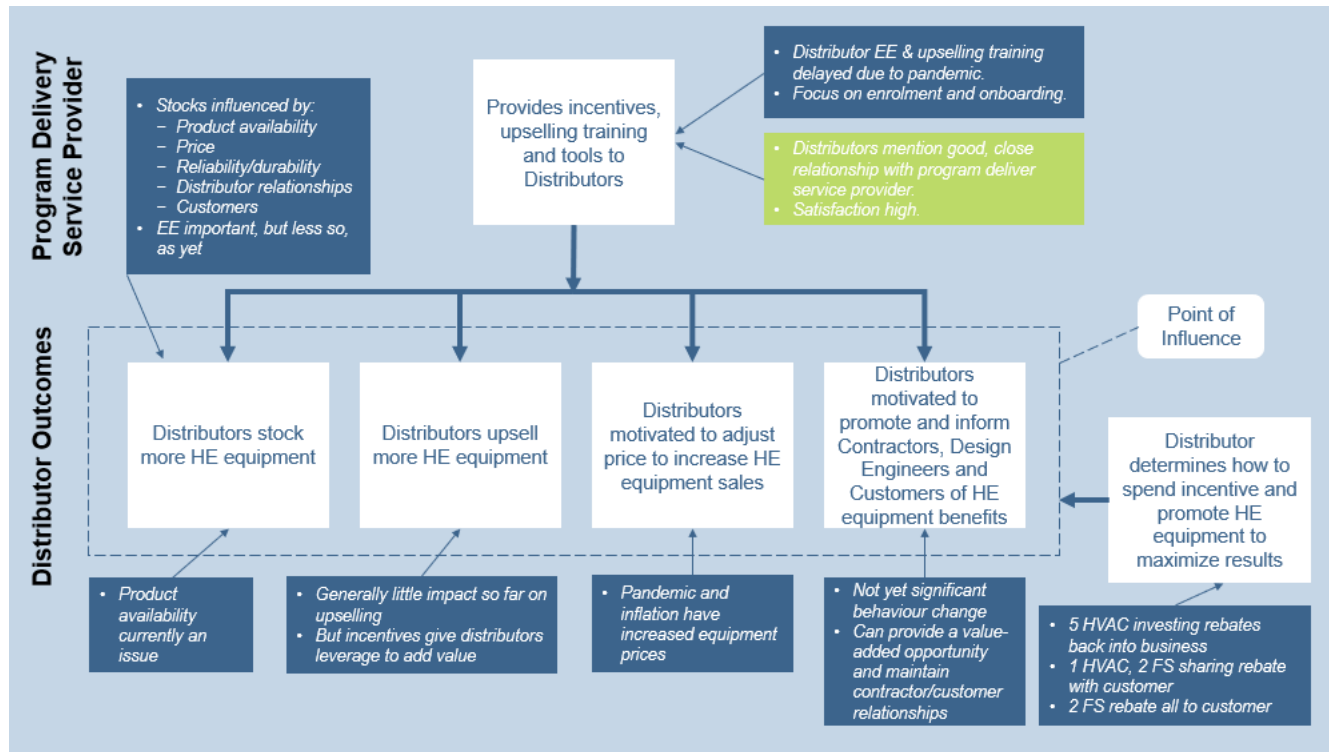 Program Delivery
Service Provider
• Stocks influenced by:
– Product availability
– Price
– Reliability/durability
– Distributor relationships
– Customers
• EE important, but less so,
as yet
Provides incentives,
upselling training
and tools to
Distributors
• Distributor EE & upselling training
delayed due to pandemic.
• Focus on enrolment and onboarding.
• Distributors mention good, close
relationship with program deliver
service provider.
• Satisfaction high.
Distributor Outcomes
Point of
Influence
Distributors stock
more HE equipment
Distributors upsell
more HE equipment
Distributors
motivated to adjust
price to increase HE
equipment sales
Distributors
motivated to
promote and inform
Contractors, Design
Engineers and
Customers of HE
equipment benefits
Distributor
determines how to
spend incentive and
promote HE
equipment to
maximize results
• Product
availability
currently an
issue
• Generally little impact so far on
upselling
• But incentives give distributors
leverage to add value
• Pandemic and
inflation have
increased equipment
prices
• Not yet significant
behaviour change
• Can provide a value-
added opportunity
and maintain
contractor/customer
relationships
• 5 HVAC investing rebates
back into business
• 1 HVAC, 2 FS sharing rebate
with customer
• 2 FS rebate all to customer